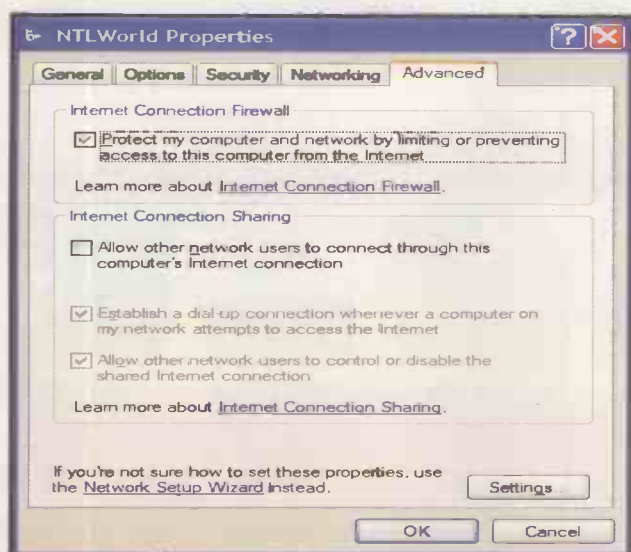 NTLWorld Properties
General Options Security Networking Advanced
Internet Connection Firewall
Protect my computer and network by limiting or preventing
access to this computer from the Internet
Learn more about Internet Connection Firewall.
Internet Connection Sharing
Allow other network users to connect through this
computer's Internet connection
Establish a dial-up connection whenever a computer on
my network attempts to access the Internet
Allow other network users to control or disable the
shared Internet connection
Learn more about Internet Connection Sharing.
If you're not sure how to set these properties, use
the Network Setup Wizard instead.
Settings...
OK Cancel